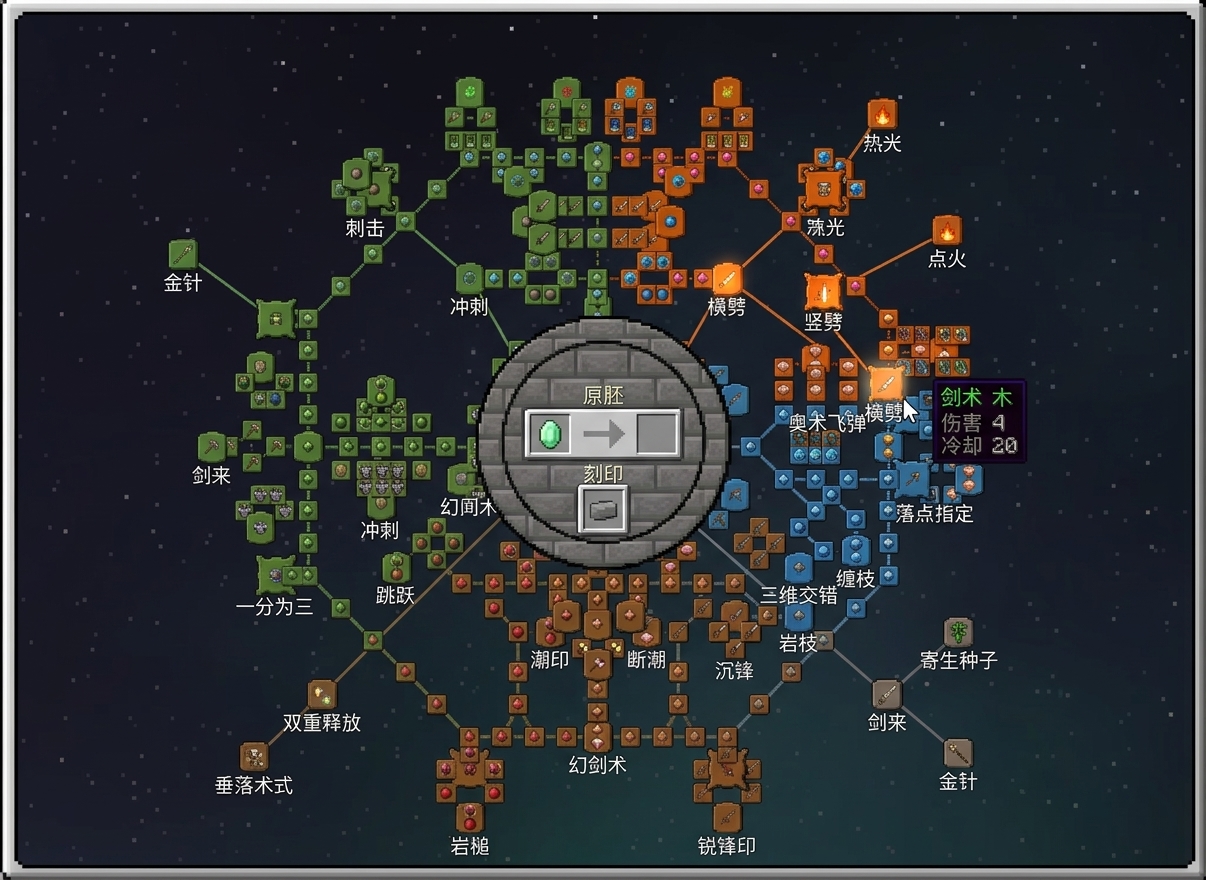 热光
刺击
燕光
点火
金针
冲刺
横劈
竖劈
原胚
剑术 木
伤害 4
冷却 20
奥术飞弹
横劈
剑来
刻印
冲刺
落点指定
一分为三
跳跃
三维交错
缠枝
岩枝
潮印
断潮
沉锋
寄生种子
双重释放
剑来
幻剑术
垂落术式
金针
岩槌
锐锋印